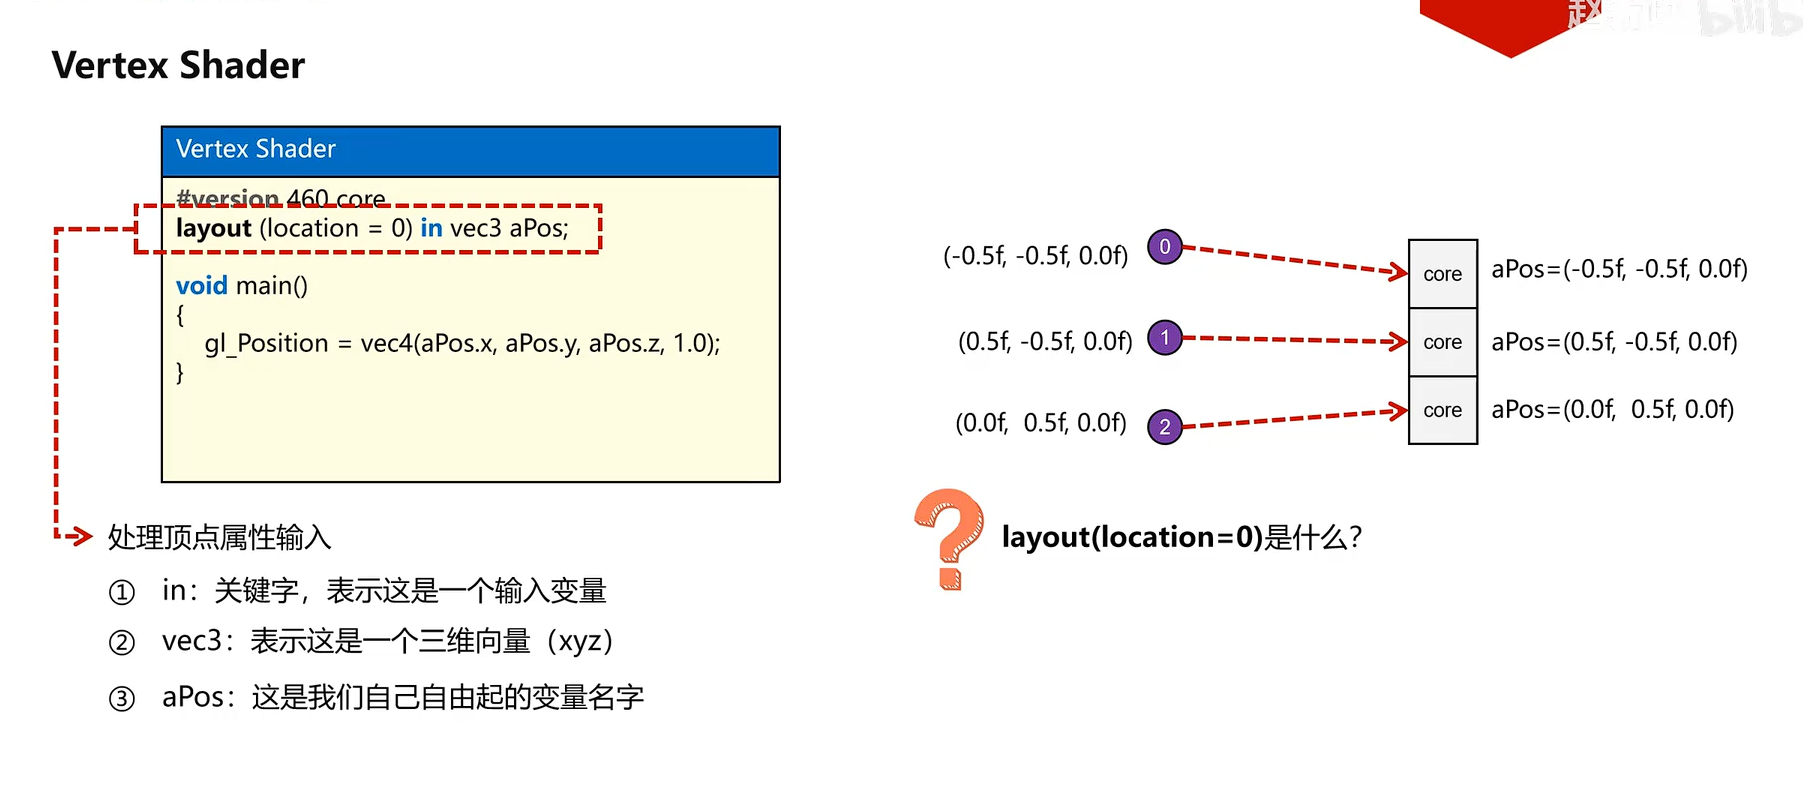 Vertex Shader
Vertex Shader
#version 460 core
layout (location = 0) in vec3 aPos;
void main()
{
gl_Position = vec4(aPos.x, aPos.y, aPos.z, 1.0);
}
处理顶点属性输入
① in：关键字，表示这是一个输入变量
② vec3：表示这是一个三维向量（xyz）
③ aPos：这是我们自己自由起的变量名字
(-0.5f, -0.5f, 0.0f) 0 core aPos=(-0.5f, -0.5f, 0.0f)
(0.5f, -0.5f, 0.0f) 1 core aPos=(0.5f, -0.5f, 0.0f)
(0.0f, 0.5f, 0.0f) 2 core aPos=(0.0f, 0.5f, 0.0f)
layout(location=0)是什么？